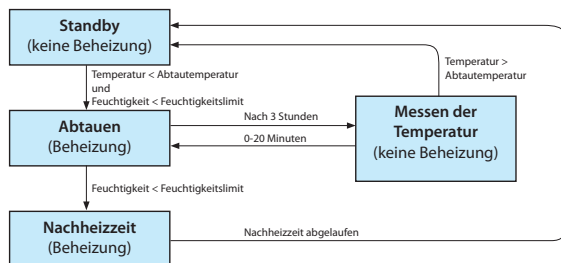 Standby
(keine Beheizung)
Temperatur < Abtautemperatur
und
Feuchtigkeit < Feuchtigkeitslimit
Temperatur >
Abtautemperatur
Abtauen
(Beheizung)
Nach 3 Stunden
0-20 Minuten
Messen der
Temperatur
(keine Beheizung)
Feuchtigkeit < Feuchtigkeitslimit
Nachheizzeit
(Beheizung)
Nachheizzeit abgelaufen